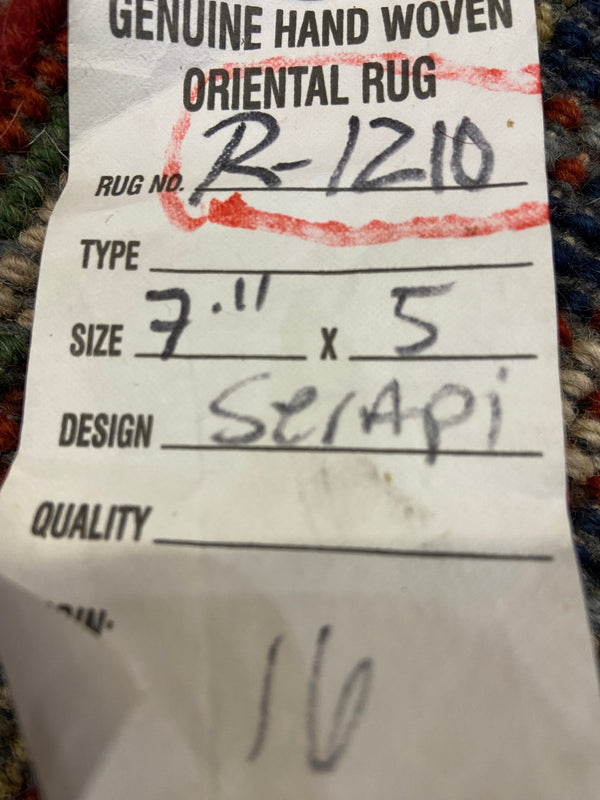 GENUINE HAND WOVEN
ORIENTAL RUG
RUG NO. R-1210
TYPE
SIZE 7.11 x 5
DESIGN SerApi
QUALITY
16